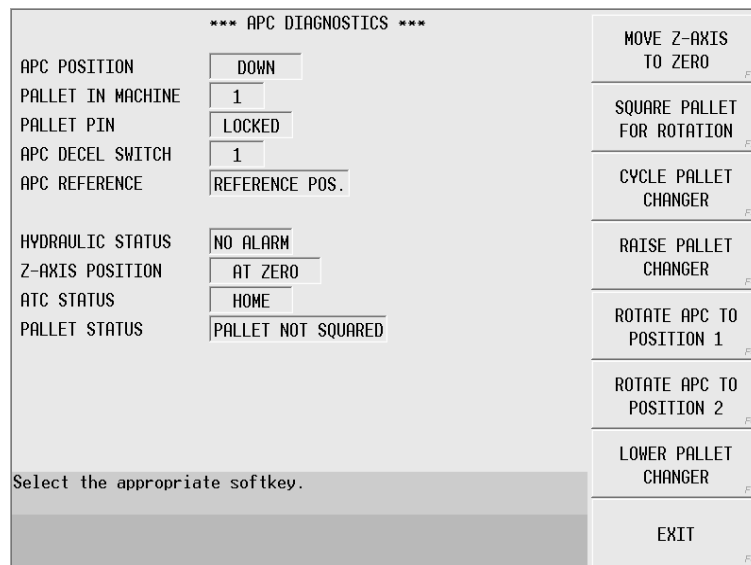 *** APC DIAGNOSTICS ***
APC POSITION DOWN
PALLET IN MACHINE 1
PALLET PIN LOCKED
APC DECEL SWITCH 1
APC REFERENCE REFERENCE POS.
HYDRAULIC STATUS NO ALARM
Z-AXIS POSITION AT ZERO
ATC STATUS HOME
PALLET STATUS PALLET NOT SQUARED
Select the appropriate softkey.
MOVE Z-AXIS
TO ZERO
F
SQUARE PALLET
FOR ROTATION
F
CYCLE PALLET
CHANGER
F
RAISE PALLET
CHANGER
F
ROTATE APC TO
POSITION 1
F
ROTATE APC TO
POSITION 2
F
LOWER PALLET
CHANGER
F
EXIT
F